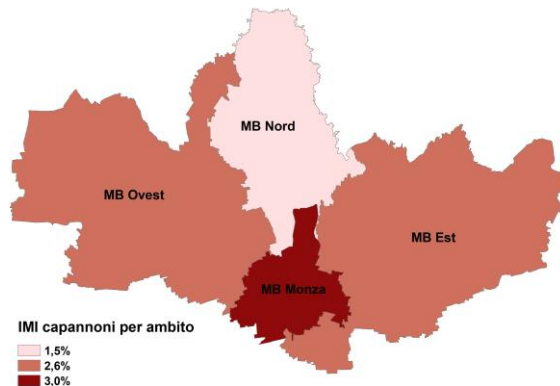 MB Nord
MB Ovest
MB Est
MB Monza
IMI capannoni per ambito
1,5%
2,6%
3,0%